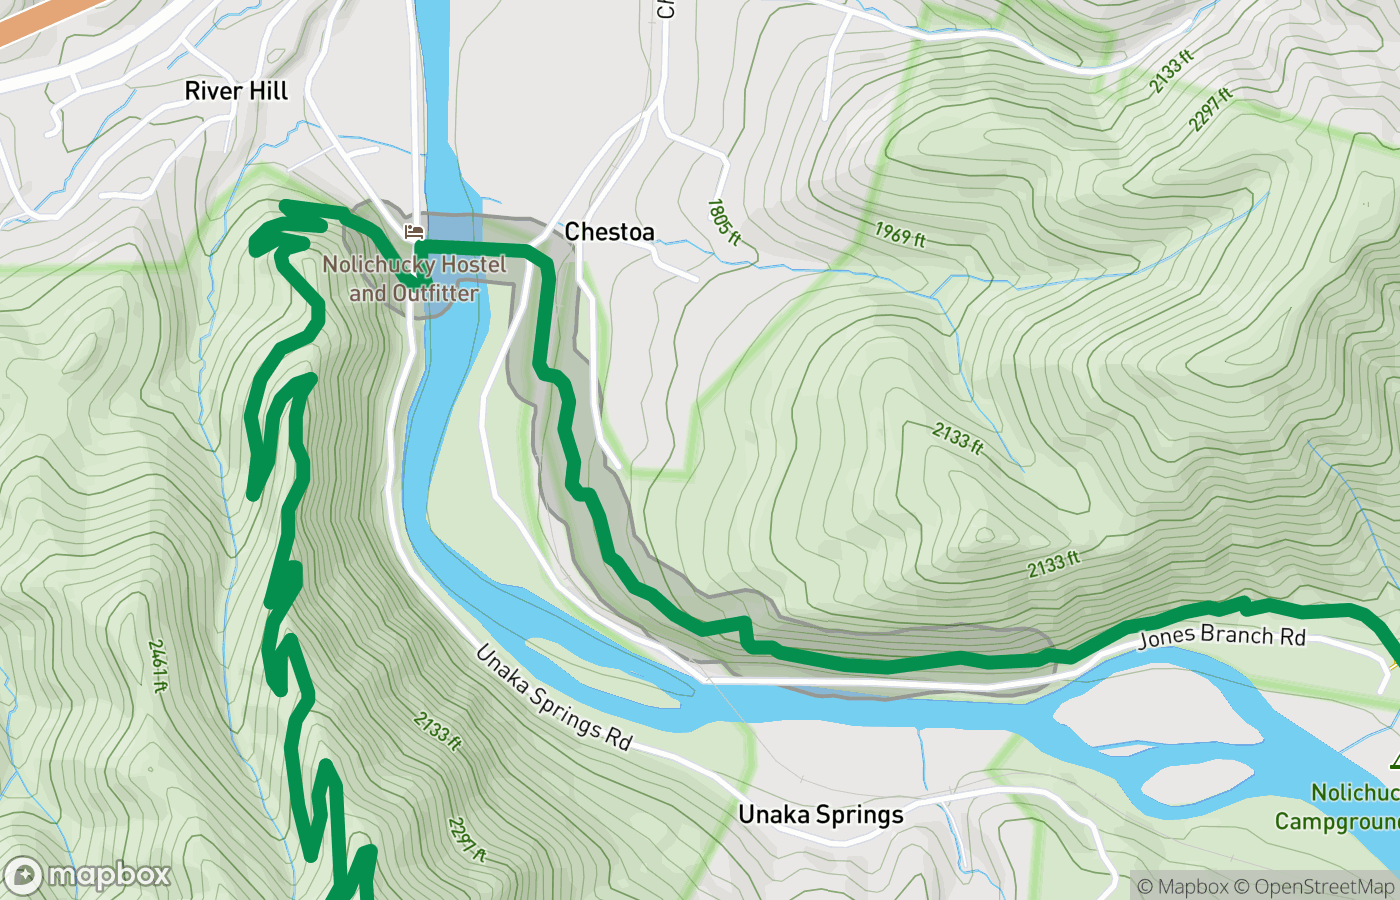 Ch
River Hill
2133 ft
2297 ft
Chestoa
1805 ft
1969 ft
Nolichucky Hostel
and Outfitter
2133 ft
2133 ft
Jones Branch Rd
2461 ft
Unaka Springs Rd
2133 ft
2297 ft
Unaka Springs
Nolichuc
Campground
mapbox
© Mapbox © OpenStreetMap